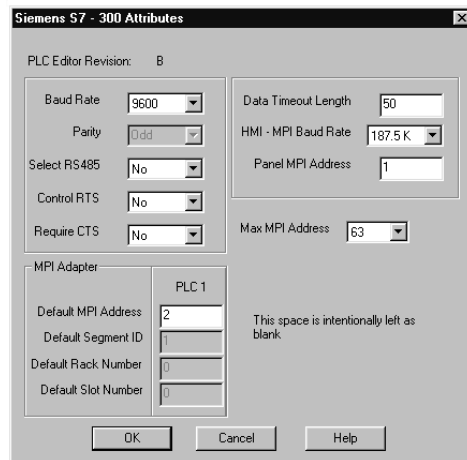 Siemens S7 - 300 Attributes
PLC Editor Revision: B
Baud Rate 9600
Parity Odd
Select RS485 No
Control RTS No
Require CTS No
Data Timeout Length 50
HMI - MPI Baud Rate 187.5 K
Panel MPI Address 1
Max MPI Address 63
MPI Adapter
PLC 1
Default MPI Address 2
Default Segment ID 1
Default Rack Number 0
Default Slot Number 0
This space is intentionally left as
blank
OK Cancel Help